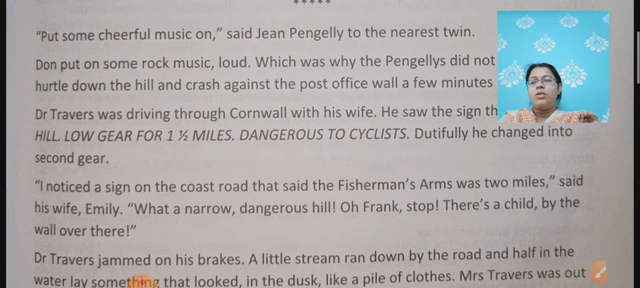 *****
"Put some cheerful music on," said Jean Pengelly to the nearest twin.
Don put on some rock music, loud. Which was why the Pengellys did not
hurtle down the hill and crash against the post office wall a few minutes
Dr Travers was driving through Cornwall with his wife. He saw the sign th
HILL. LOW GEAR FOR 1 ½ MILES. DANGEROUS TO CYCLISTS. Dutifully he changed into
second gear.
"I noticed a sign on the coast road that said the Fisherman's Arms was two miles," said
his wife, Emily. "What a narrow, dangerous hill! Oh Frank, stop! There's a child, by the
wall over there!"
Dr Travers jammed on his brakes. A little stream ran down by the road and half in the
water lay something that looked, in the dusk, like a pile of clothes. Mrs Travers was out